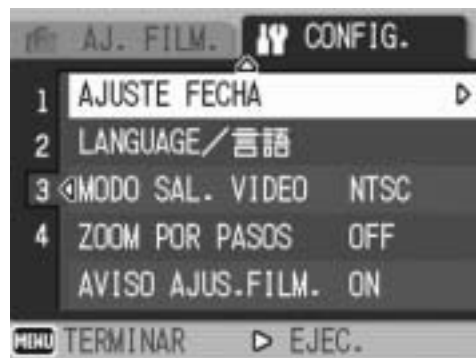 AJ. FILM. CONFIG.
1 AJUSTE FECHA
2 LANGUAGE/言語
3 MODO SAL. VIDEO NTSC
4 ZOOM POR PASOS OFF
AVISO AJUS.FILM. ON
MENU TERMINAR EJEC.